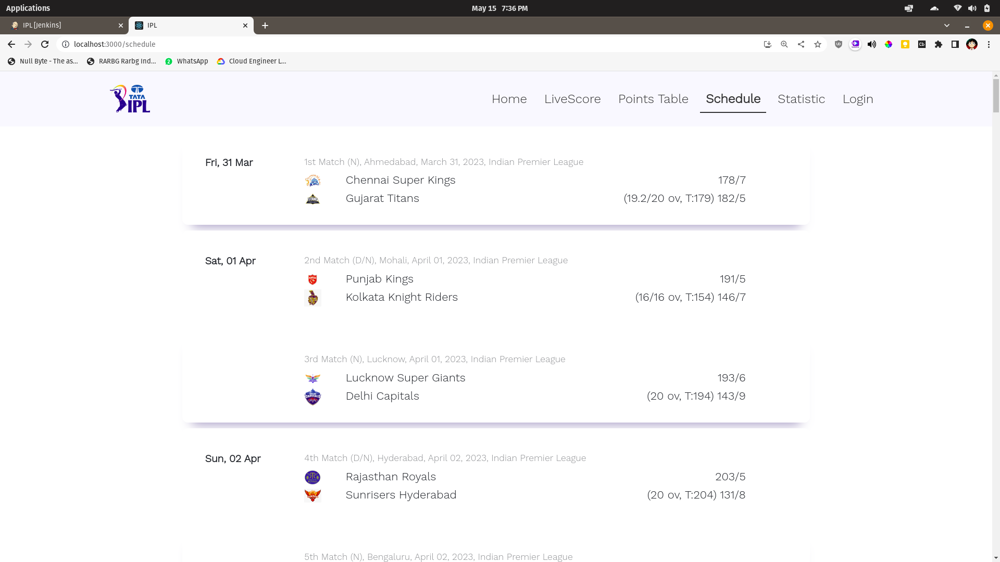 Applications
May 15 7:36 PM
IPL [Jenkins]
IPL
localhost:3000/schedule
Null Byte - The as...
RARBG Rarbg Ind...
WhatsApp
Cloud Engineer L...
TATA
IPL
Home
LiveScore
Points Table
Schedule
Statistic
Login
Fri, 31 Mar
1st Match (N), Ahmedabad, March 31, 2023, Indian Premier League
Chennai Super Kings 178/7
Gujarat Titans (19.2/20 ov, T:179) 182/5
Sat, 01 Apr
2nd Match (D/N), Mohali, April 01, 2023, Indian Premier League
Punjab Kings 191/5
Kolkata Knight Riders (16/16 ov, T:154) 146/7
3rd Match (N), Lucknow, April 01, 2023, Indian Premier League
Lucknow Super Giants 193/6
Delhi Capitals (20 ov, T:194) 143/9
Sun, 02 Apr
4th Match (D/N), Hyderabad, April 02, 2023, Indian Premier League
Rajasthan Royals 203/5
Sunrisers Hyderabad (20 ov, T:204) 131/8
5th Match (N), Bengaluru, April 02, 2023, Indian Premier League